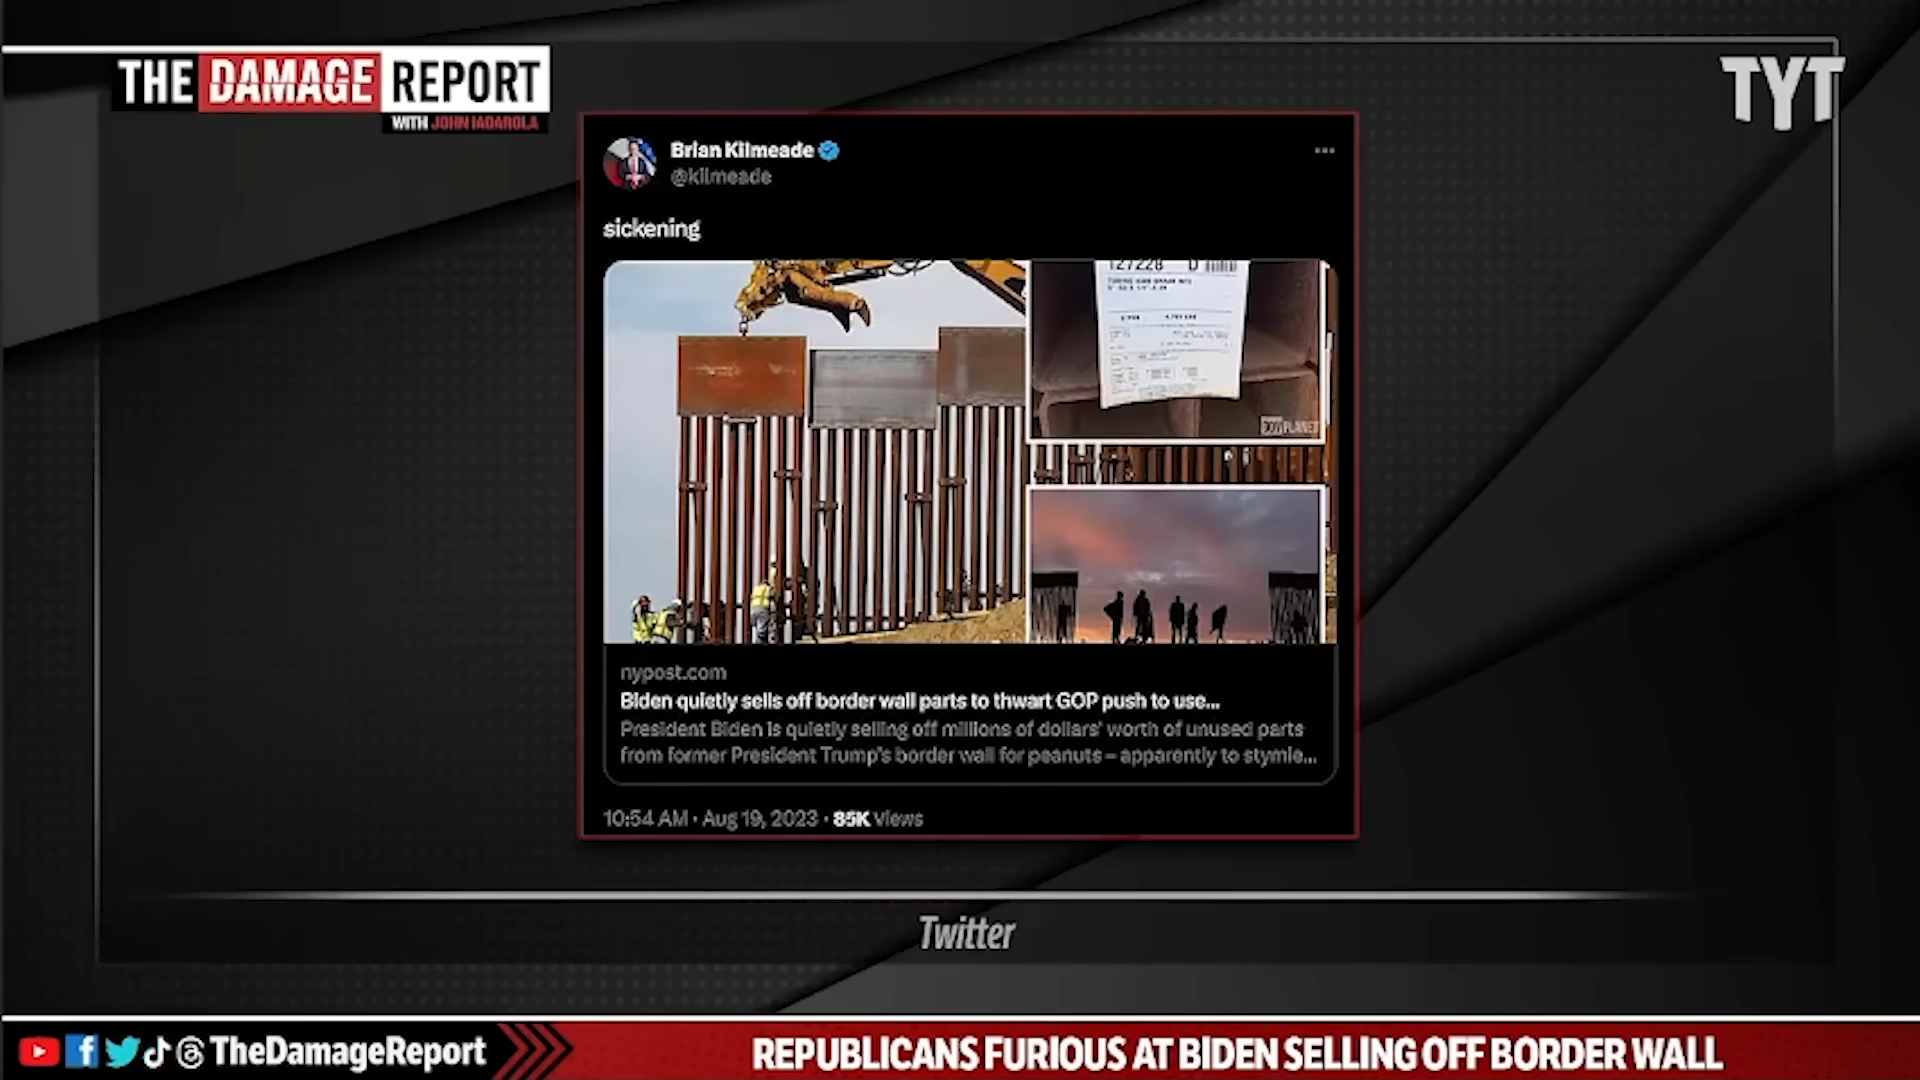 THE DAMAGE REPORT
WITH JOHN IADAROLA
TYT
Brian Kilmeade
@kilmeade
sickening
127228 D
nypost.com
Biden quietly sells off border wall parts to thwart GOP push to use...
President Biden is quietly selling off millions of dollars' worth of unused parts
from former President Trump's border wall for peanuts – apparently to stymie...
10:54 AM · Aug 19, 2023 · 85K Views
Twitter
TheDamageReport
REPUBLICANS FURIOUS AT BIDEN SELLING OFF BORDER WALL